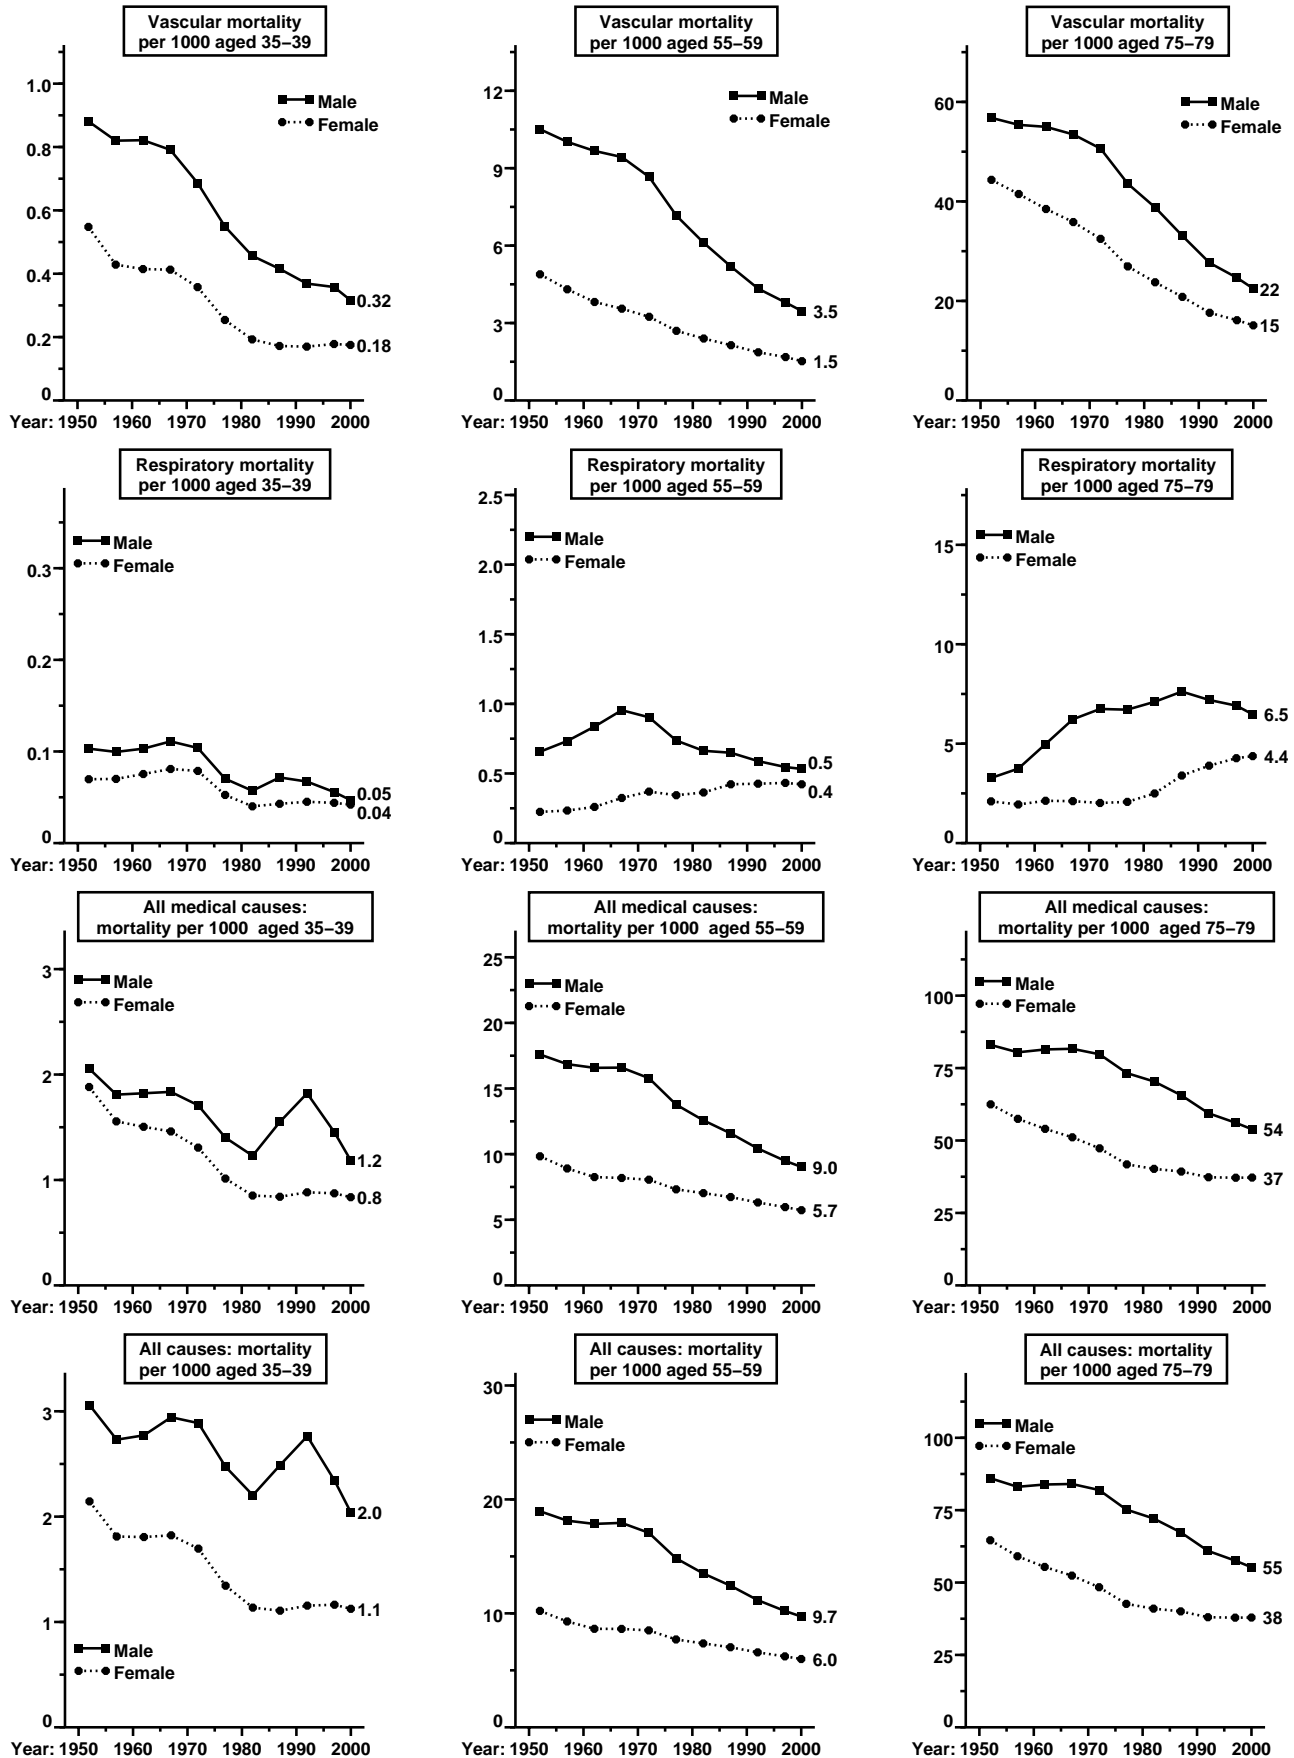 Vascular mortality
per 1000 aged 35–39
1.0
0.8
0.6
0.4
0.2
0
Male
Female
0.32
0.18
Year: 1950 1960 1970 1980 1990 2000
Vascular mortality
per 1000 aged 55–59
12
9
6
3
0
Male
Female
3.5
1.5
Year: 1950 1960 1970 1980 1990 2000
Vascular mortality
per 1000 aged 75–79
60
40
20
0
Male
Female
22
15
Year: 1950 1960 1970 1980 1990 2000
Respiratory mortality
per 1000 aged 35–39
0.3
0.2
0.1
0
Male
Female
0.05
0.04
Year: 1950 1960 1970 1980 1990 2000
Respiratory mortality
per 1000 aged 55–59
2.5
2.0
1.5
1.0
0.5
0
Male
Female
0.5
0.4
Year: 1950 1960 1970 1980 1990 2000
Respiratory mortality
per 1000 aged 75–79
15
10
5
0
Male
Female
6.5
4.4
Year: 1950 1960 1970 1980 1990 2000
All medical causes:
mortality per 1000 aged 35–39
3
2
1
0
Male
Female
1.2
0.8
Year: 1950 1960 1970 1980 1990 2000
All medical causes:
mortality per 1000 aged 55–59
25
20
15
10
5
0
Male
Female
9.0
5.7
Year: 1950 1960 1970 1980 1990 2000
All medical causes:
mortality per 1000 aged 75–79
100
75
50
25
0
Male
Female
54
37
Year: 1950 1960 1970 1980 1990 2000
All causes: mortality
per 1000 aged 35–39
3
2
1
0
2.0
1.1
Male
Female
Year: 1950 1960 1970 1980 1990 2000
All causes: mortality
per 1000 aged 55–59
30
20
10
0
Male
Female
9.7
6.0
Year: 1950 1960 1970 1980 1990 2000
All causes: mortality
per 1000 aged 75–79
100
75
50
25
0
Male
Female
55
38
Year: 1950 1960 1970 1980 1990 2000